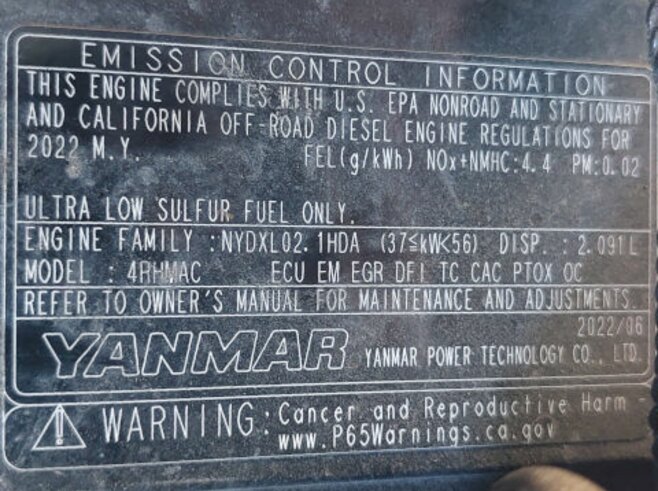 EMISSION CONTROL INFORMATION
THIS ENGINE COMPLIES WITH U.S. EPA NONROAD AND STATIONARY
AND CALIFORNIA OFF-ROAD DIESEL ENGINE REGULATIONS FOR
2022 M.Y. FEL(g/kWh) NOx+NMHC:4.4 PM:0.02
ULTRA LOW SULFUR FUEL ONLY.
ENGINE FAMILY :NYDXL02.1HDA (37≦kW<56) DISP. : 2.091L
MODEL : 4RHMAC ECU EM EGR DFI TC CAC PTOX OC
REFER TO OWNER'S MANUAL FOR MAINTENANCE AND ADJUSTMENTS.
2022/06
YANMAR YANMAR POWER TECHNOLOGY CO., LTD.
WARNING: Cancer and Reproductive Harm -
www.P65Warnings.ca.gov